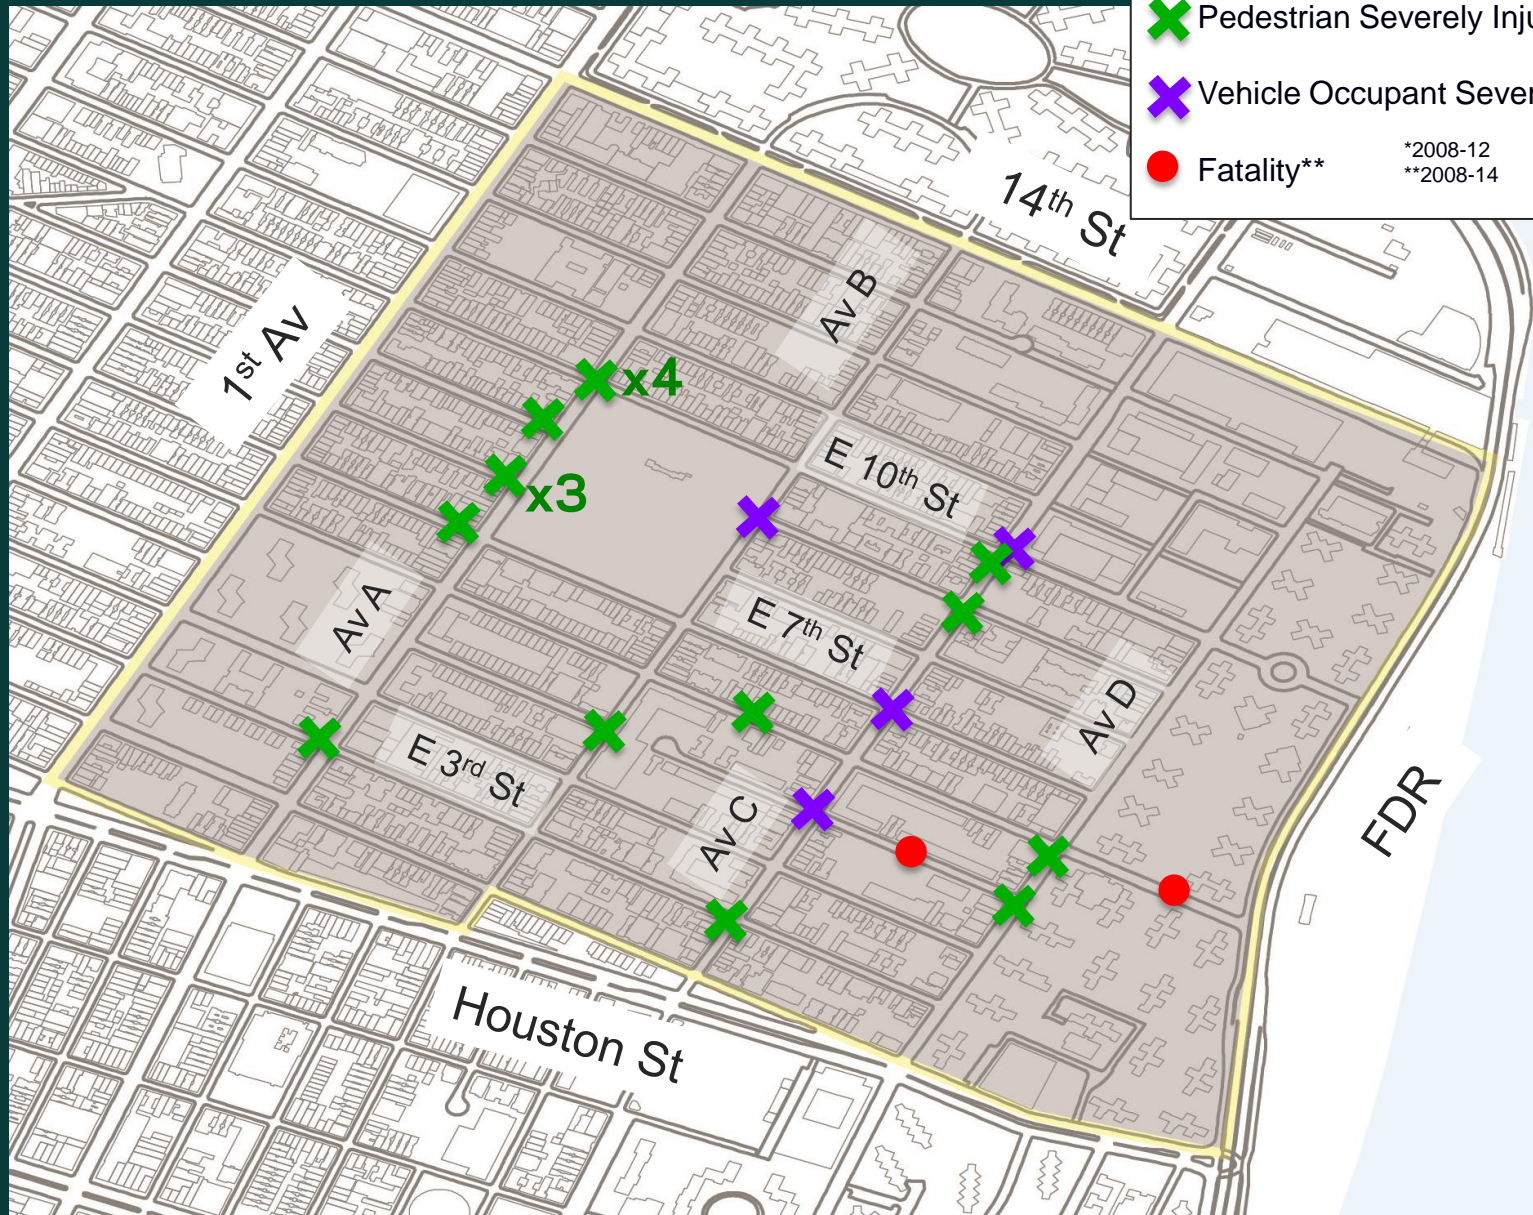 Pedestrian Severely Inju
Vehicle Occupant Sever
Fatality**
*2008-12
**2008-14
14th St
1st Av
Av B
x4
x3
E 10th St
Av A
E 7th St
Av D
E 3rd St
Av C
FDR
Houston St